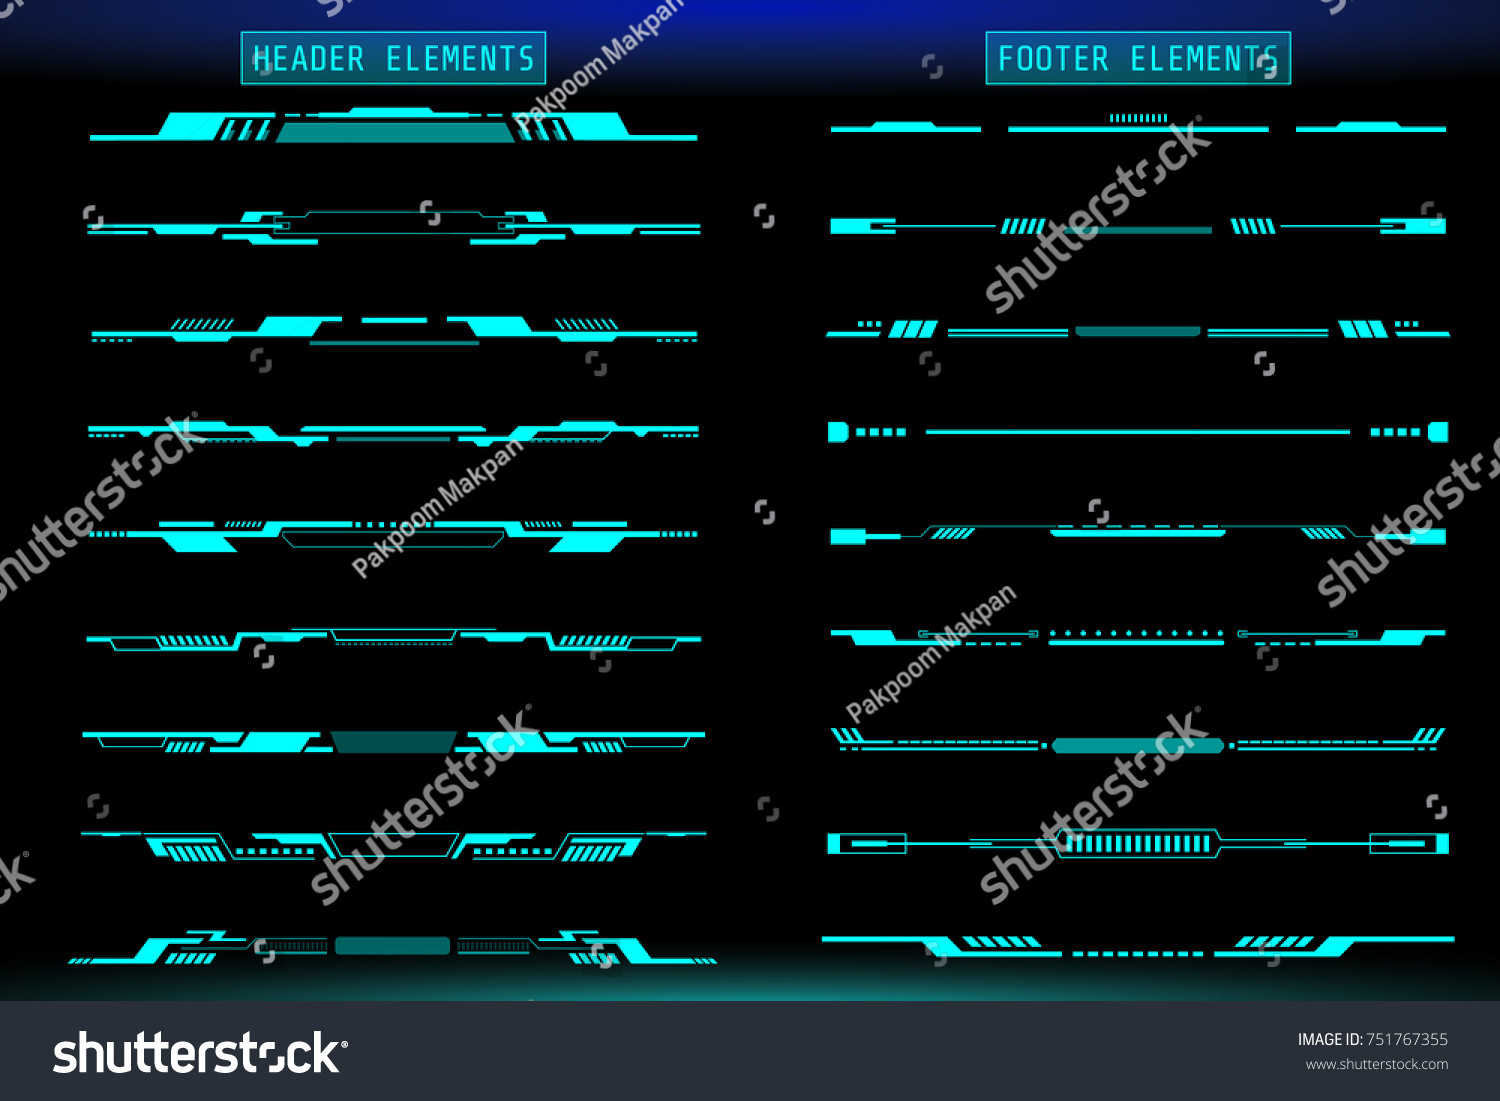 HEADER ELEMENTS
FOOTER ELEMENTS
Pakpoom Makpan
shutterstock
shutterstock
Pakpoom Makpan
shutterstock
shutterstock
Pakpoom Makpan
shutterstock
shutterstock
shutterstock®
IMAGE ID: 751767355
www.shutterstock.com